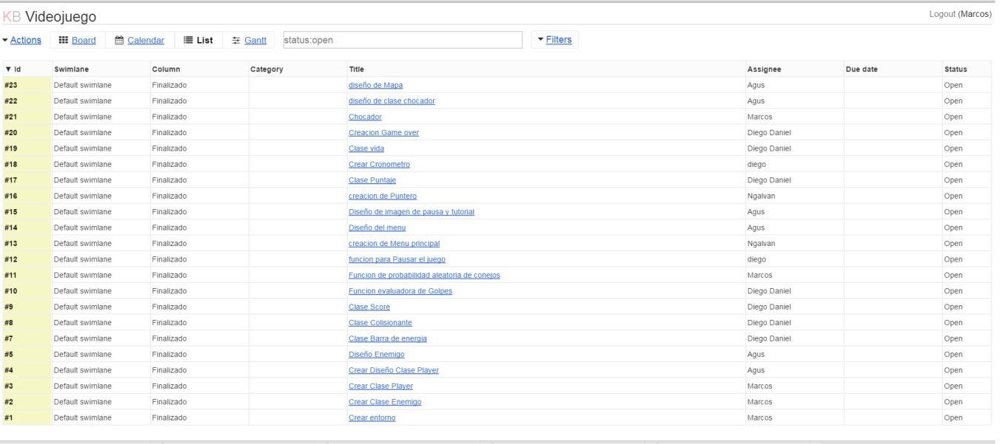 KB Videojuego Logout (Marcos)
Actions Board Calendar List Gantt status:open Filters
▼ Id Swimlane Column Category Title Assignee Due date Status
#23 Default swimlane Finalizado diseño de Mapa Agus Open
#22 Default swimlane Finalizado diseño de clase chocador Agus Open
#21 Default swimlane Finalizado Chocador Marcos Open
#20 Default swimlane Finalizado Creacion Game over Diego Daniel Open
#19 Default swimlane Finalizado Clase vida Diego Daniel Open
#18 Default swimlane Finalizado Crear Cronometro diego Open
#17 Default swimlane Finalizado Clase Puntaje Diego Daniel Open
#16 Default swimlane Finalizado creacion de Puntero Ngalvan Open
#15 Default swimlane Finalizado Diseño de imagen de pausa y tutorial Agus Open
#14 Default swimlane Finalizado Diseño del menu Agus Open
#13 Default swimlane Finalizado creacion de Menu principal Ngalvan Open
#12 Default swimlane Finalizado funcion para Pausar el juego diego Open
#11 Default swimlane Finalizado Funcion de probabilidad aleatoria de conejos Marcos Open
#10 Default swimlane Finalizado Funcion evaluadora de Golpes Diego Daniel Open
#9 Default swimlane Finalizado Clase Score Diego Daniel Open
#8 Default swimlane Finalizado Clase Colisionante Diego Daniel Open
#7 Default swimlane Finalizado Clase Barra de energia Diego Daniel Open
#5 Default swimlane Finalizado Diseño Enemigo Agus Open
#4 Default swimlane Finalizado Crear Diseño Clase Player Agus Open
#3 Default swimlane Finalizado Crear Clase Player Marcos Open
#2 Default swimlane Finalizado Crear Clase Enemigo Marcos Open
#1 Default swimlane Finalizado Crear entorno Marcos Open